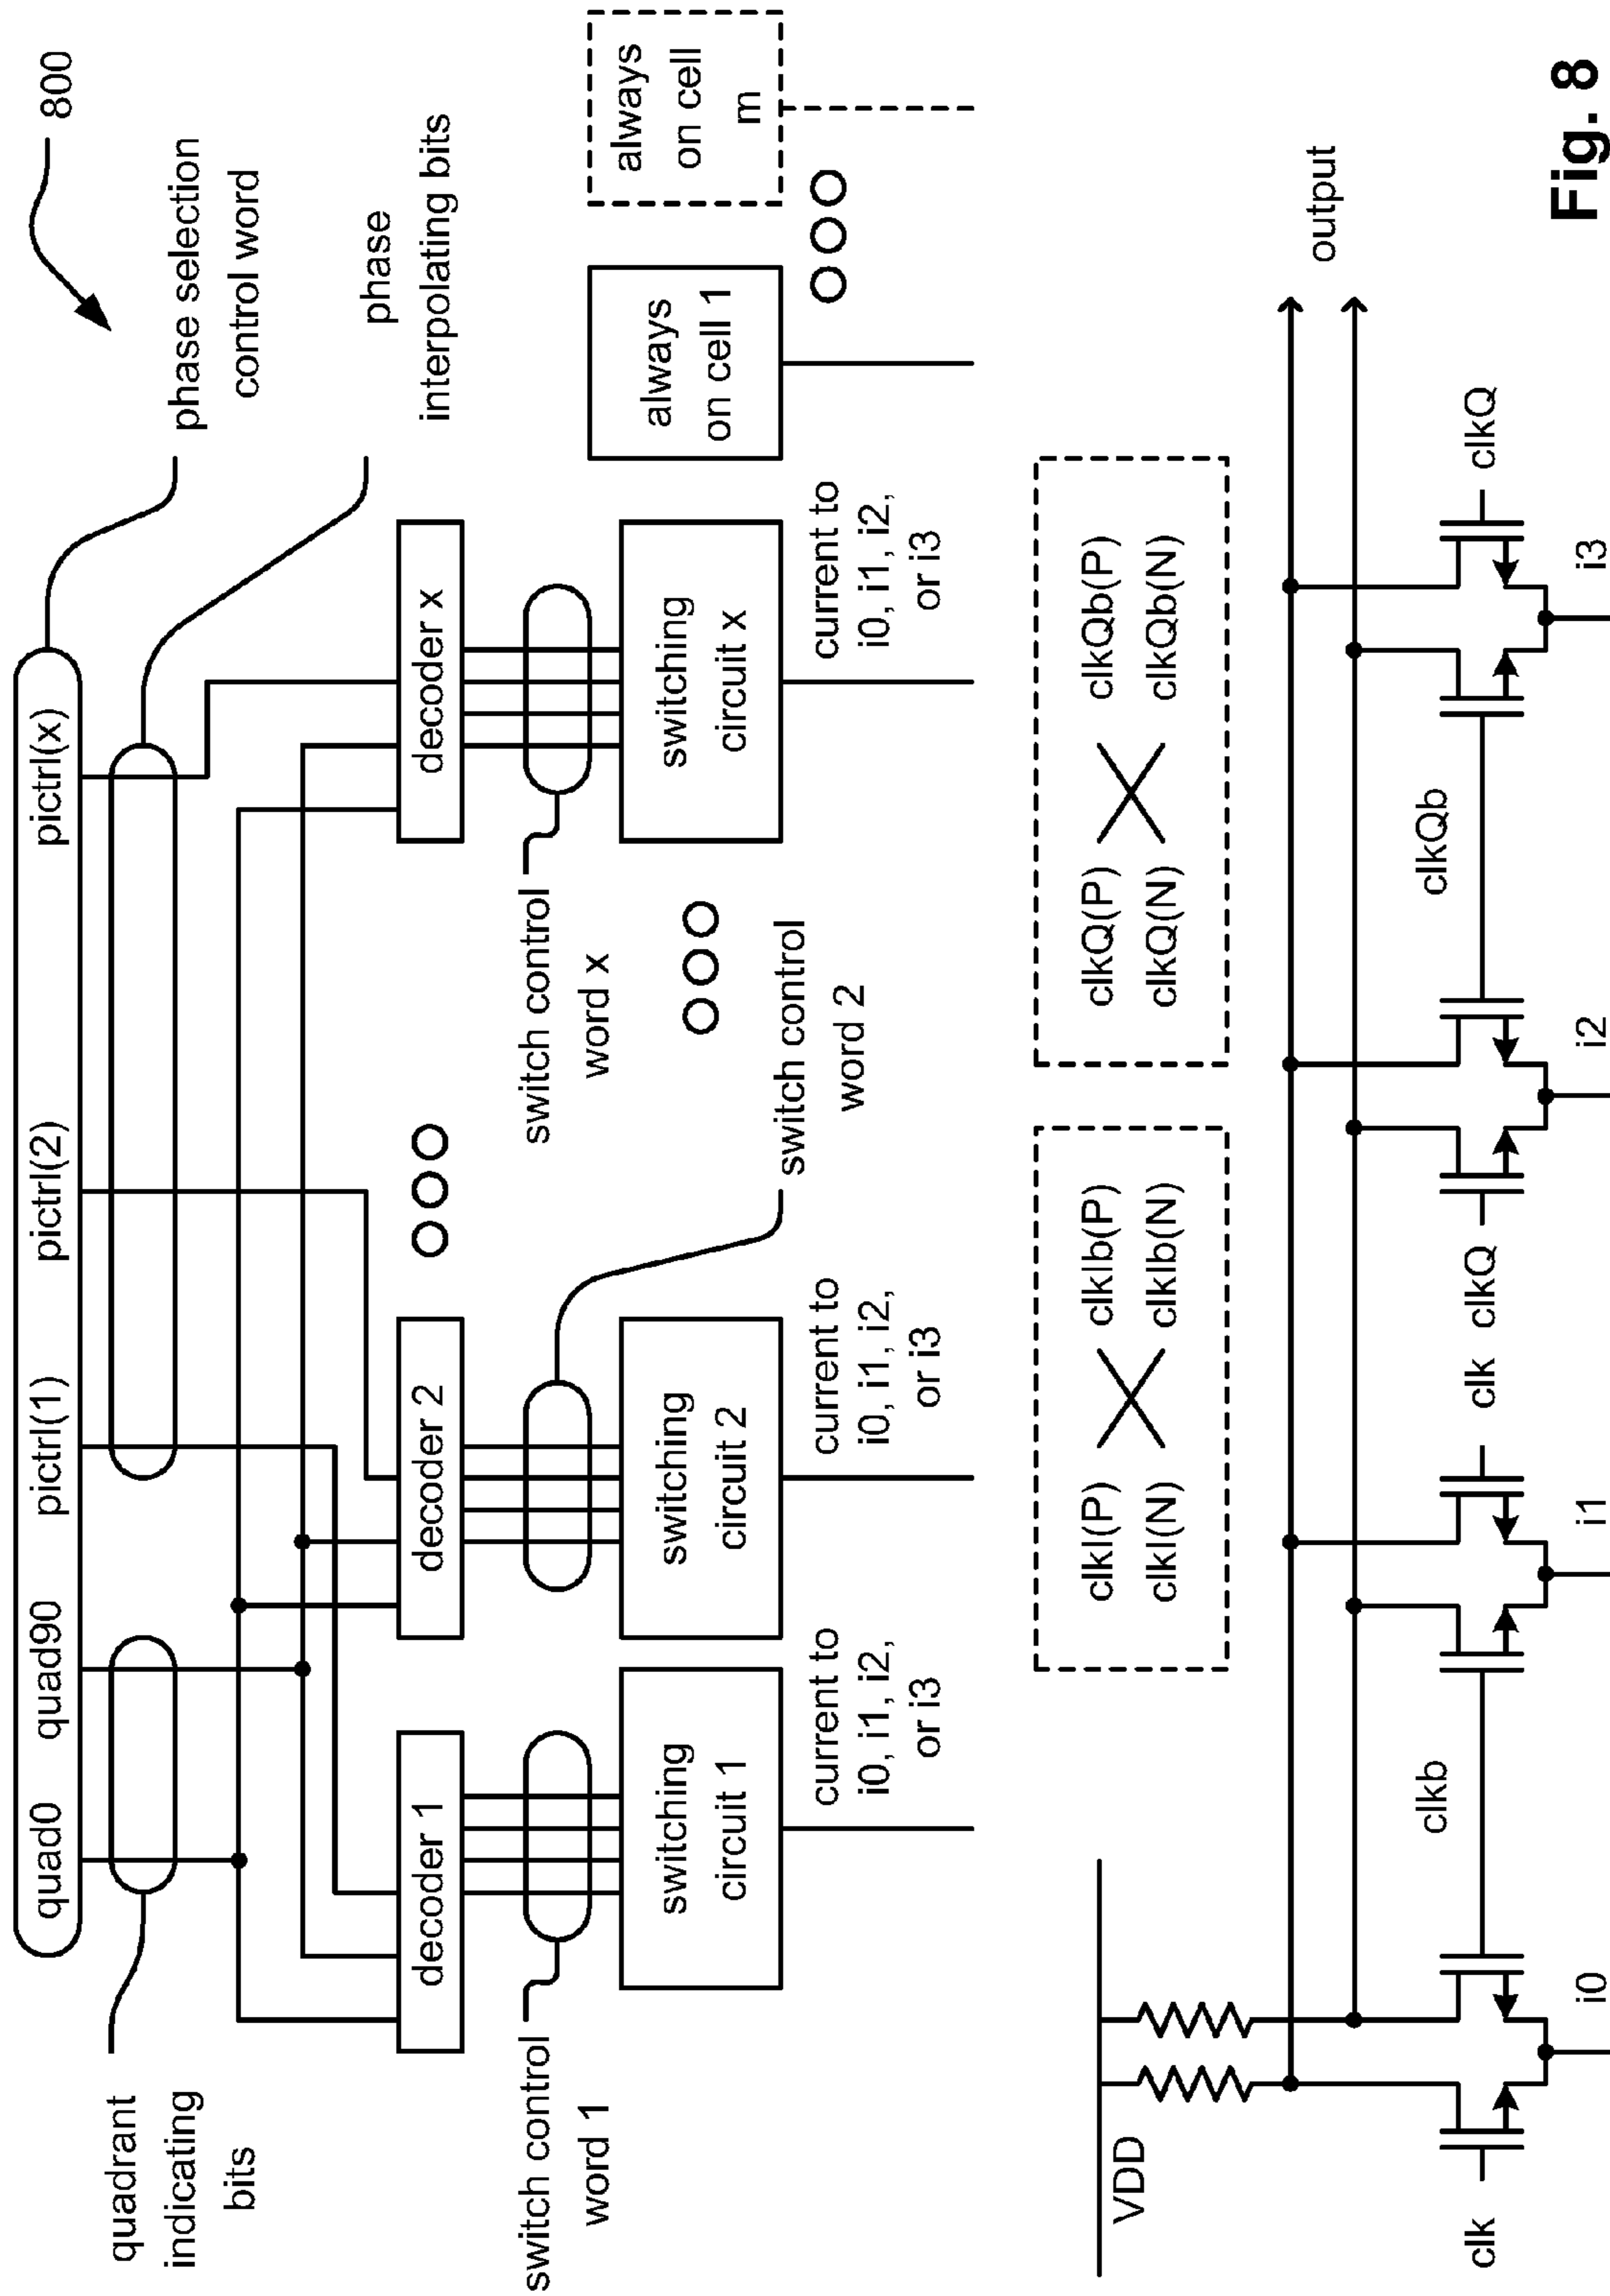 800
quad0 quad90 pictrl(1) pictrl(2) pictrl(x)
phase selection
control word
quadrant
indicating
bits
phase
interpolating bits
decoder 1
decoder 2
decoder x
switch control
word 1
switch control
word x
switch control
word 2
switching
circuit 1
switching
circuit 2
switching
circuit x
always
on cell 1
always
on cell
m
current to
i0, i1, i2,
or i3
current to
i0, i1, i2,
or i3
current to
i0, i1, i2,
or i3
clkI(P) clkIb(P)
clkI(N) clkIb(N)
clkQ(P) clkQb(P)
clkQ(N) clkQb(N)
VDD
output
clk clkb clk clkQ clkQb clkQ
i0 i1 i2 i3
Fig. 8